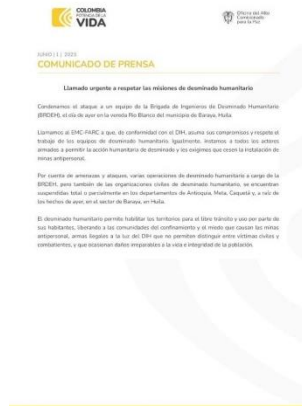 COLOMBIA
POTENCIA DE LA
VIDA
Oficina del Alto
Comisionado
para la Paz
JUNIO | 1 | 2023
COMUNICADO DE PRENSA
Llamado urgente a respetar las misiones de desminado humanitario
Condenamos el ataque a un equipo de la Brigada de Ingenieros de Desminado Humanitario
(BRDEH), el día de ayer en la vereda Río Blanco del municipio de Baraya, Huila.
Llamamos al EMC-FARC a que, de conformidad con el DIH, asuma sus compromisos y respete el
trabajo de los equipos de desminado humanitario. Igualmente, instamos a todos los actores
armados a permitir la acción humanitaria de desminado y les exigimos que cesen la instalación de
minas antipersonal.
Por cuenta de amenazas y ataques, varias operaciones de desminado humanitario a cargo de la
BRDEH, pero también de las organizaciones civiles de desminado humanitario, se encuentran
suspendidas total o parcialmente en los departamentos de Antioquia, Meta, Caquetá y, a raíz de
los hechos de ayer, en el sector de Baraya, en Huila.
El desminado humanitario permite habilitar los territorios para el libre tránsito y uso por parte de
sus habitantes, liberando a las comunidades del confinamiento y el miedo que causan las minas
antipersonal, armas ilegales a la luz del DIH que no permiten distinguir entre víctimas civiles y
combatientes, y que ocasionan daños irreparables a la vida e integridad de la población.